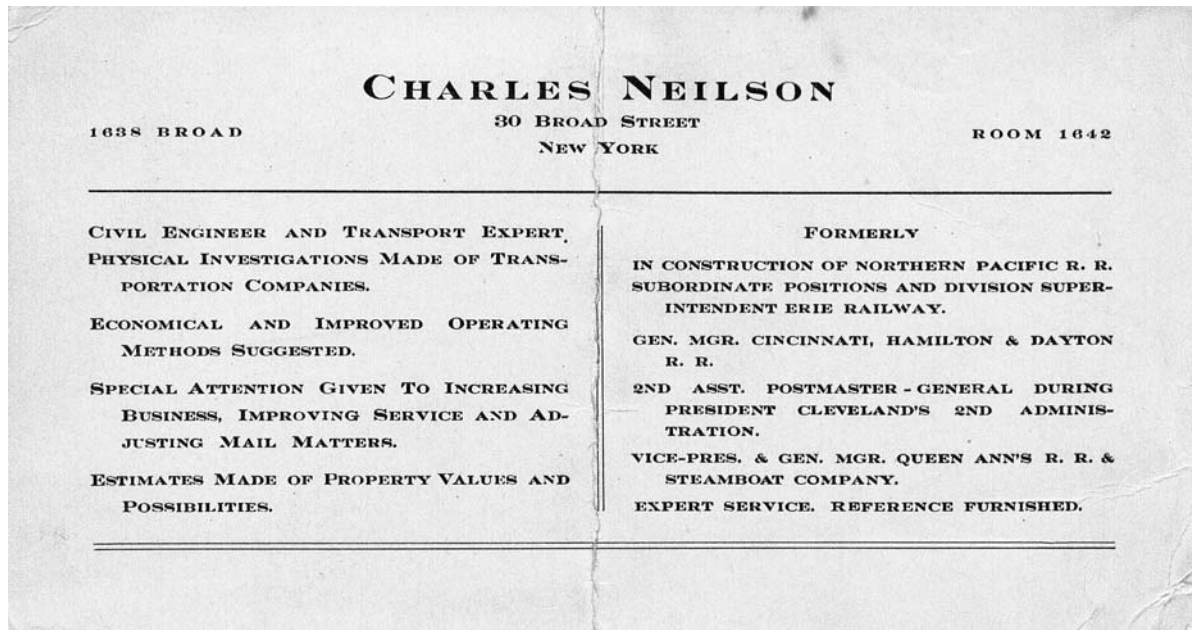 CHARLES NEILSON
30 BROAD STREET
1638 BROAD
ROOM 1642
NEW YORK
CIVIL ENGINEER AND TRANSPORT EXPERT.
PHYSICAL INVESTIGATIONS MADE OF TRANS-
PORTATION COMPANIES.
ECONOMICAL AND IMPROVED OPERATING
METHODS SUGGESTED.
SPECIAL ATTENTION GIVEN TO INCREASING
BUSINESS, IMPROVING SERVICE AND AD-
JUSTING MAIL MATTERS.
ESTIMATES MADE OF PROPERTY VALUES AND
POSSIBILITIES.
FORMERLY
IN CONSTRUCTION OF NORTHERN PACIFIC R. R.
SUBORDINATE POSITIONS AND DIVISION SUPER-
INTENDENT ERIE RAILWAY.
GEN. MGR. CINCINNATI, HAMILTON & DAYTON
R. R.
2ND ASST. POSTMASTER-GENERAL DURING
PRESIDENT CLEVELAND'S 2ND ADMINIS-
TRATION.
VICE-PRES. & GEN. MGR. QUEEN ANN'S R. R. &
STEAMBOAT COMPANY.
EXPERT SERVICE. REFERENCE FURNISHED.